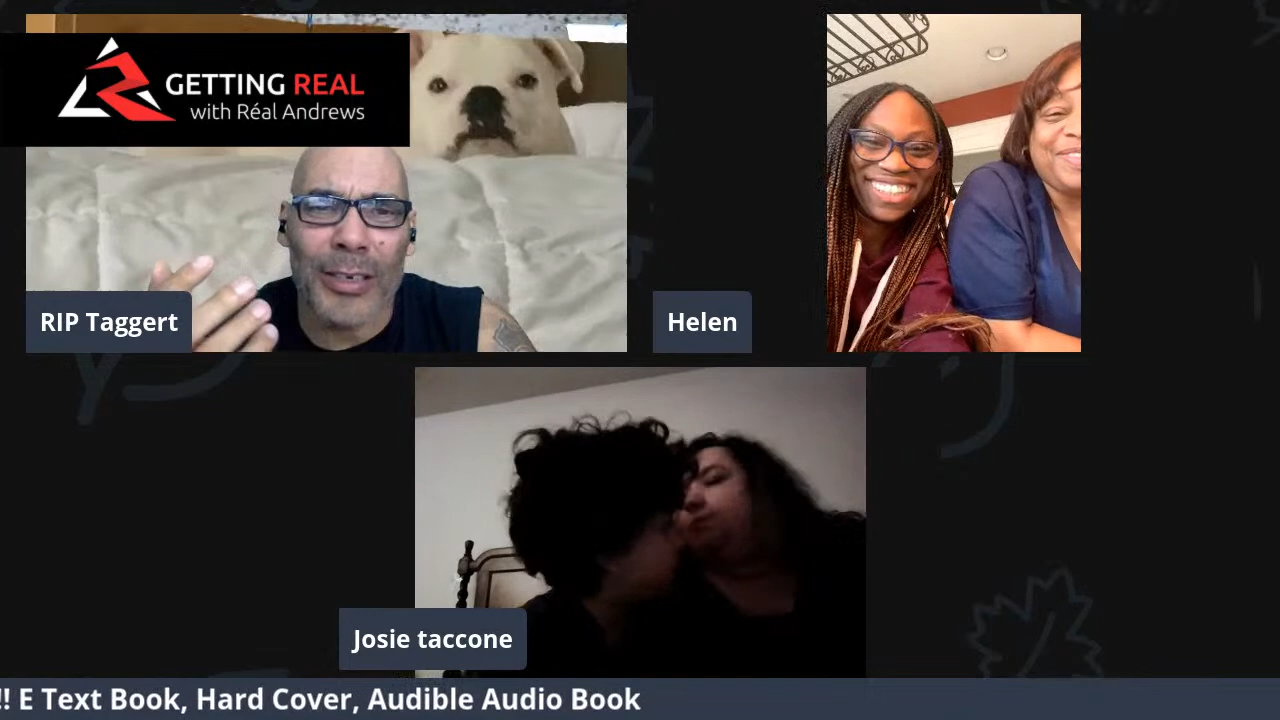 GETTING REAL
with Réal Andrews
RIP Taggert
Helen
Josie taccone
!! E Text Book, Hard Cover, Audible Audio Book